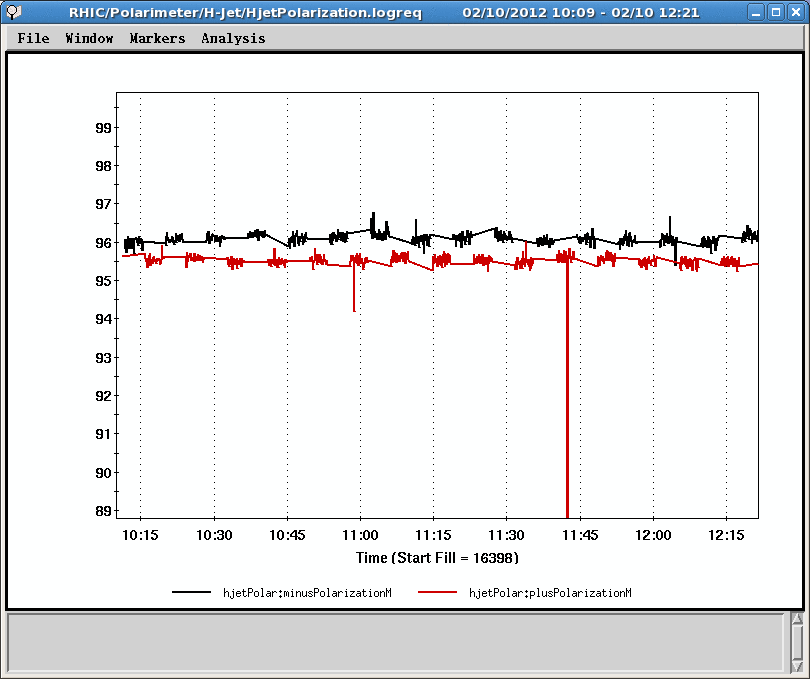 RHIC/Polarimeter/H-Jet/HjetPolarization.logreq 02/10/2012 10:09 - 02/10 12:21
File Window Markers Analysis
99
98
97
96
95
94
93
92
91
90
89
10:15 10:30 10:45 11:00 11:15 11:30 11:45 12:00 12:15
Time (Start Fill = 16398)
hjetPolar:minusPolarizationM hjetPolar:plusPolarizationM